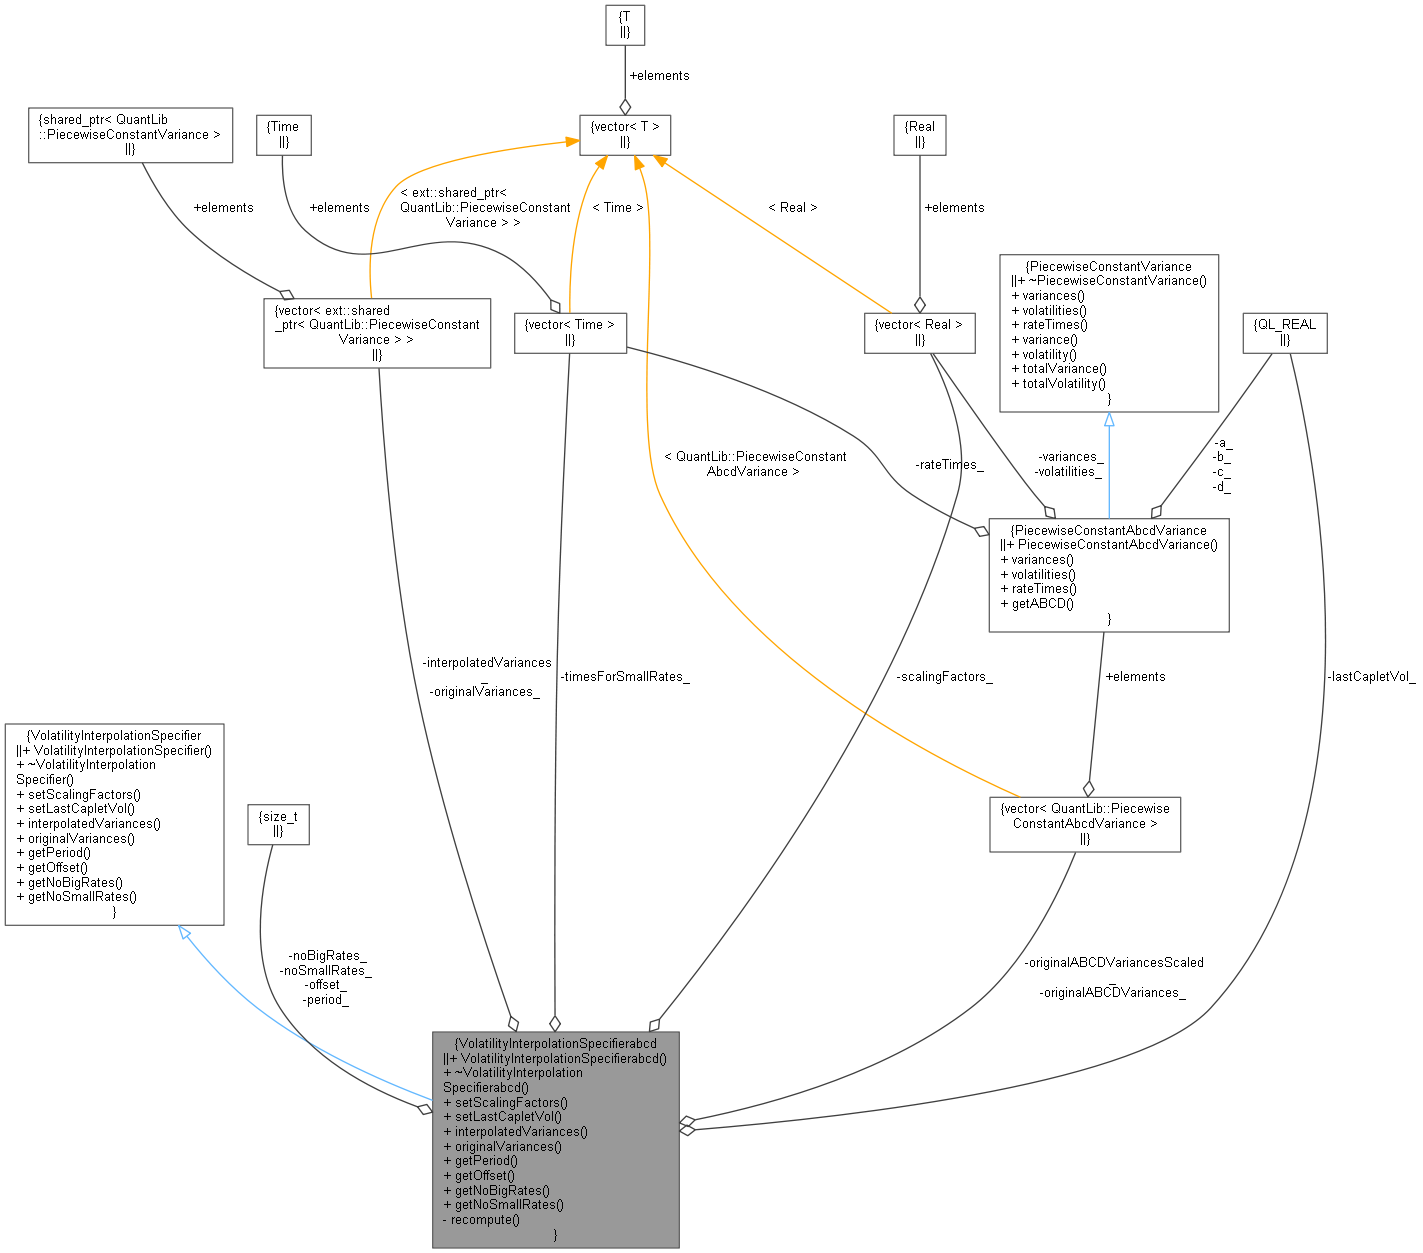 {T
||}
+elements
{shared_ptr< QuantLib
::PiecewiseConstantVariance >
||}
{Time
||}
{vector< T >
||}
{Real
||}
+elements
+elements
< ext::shared_ptr<
QuantLib::PiecewiseConstant
Variance > >
< Time >
< Real >
+elements
{PiecewiseConstantVariance
||+ ~PiecewiseConstantVariance()
+ variances()
+ volatilities()
+ rateTimes()
+ variance()
+ volatility()
+ totalVariance()
+ totalVolatility()
}
{vector< ext::shared
_ptr< QuantLib::PiecewiseConstant
Variance > >
||}
{vector< Time >
||}
{vector< Real >
||}
{QL_REAL
||}
< QuantLib::PiecewiseConstant
AbcdVariance >
-rateTimes_
-variances_
-volatilities_
-a_
-b_
-c_
-d_
{PiecewiseConstantAbcdVariance
||+ PiecewiseConstantAbcdVariance()
+ variances()
+ volatilities()
+ rateTimes()
+ getABCD()
}
-interpolatedVariances
_
-originalVariances_
-timesForSmallRates_
-scalingFactors_
+elements
-lastCapletVol_
{VolatilityInterpolationSpecifier
||+ VolatilityInterpolationSpecifier()
+ ~VolatilityInterpolation
Specifier()
+ setScalingFactors()
+ setLastCapletVol()
+ interpolatedVariances()
+ originalVariances()
+ getPeriod()
+ getOffset()
+ getNoBigRates()
+ getNoSmallRates()
}
{size_t
||}
{vector< QuantLib::Piecewise
ConstantAbcdVariance >
||}
-noBigRates_
-noSmallRates_
-offset_
-period_
-originalABCDVariancesScaled
_
-originalABCDVariances_
{VolatilityInterpolationSpecifierabcd
||+ VolatilityInterpolationSpecifierabcd()
+ ~VolatilityInterpolation
Specifierabcd()
+ setScalingFactors()
+ setLastCapletVol()
+ interpolatedVariances()
+ originalVariances()
+ getPeriod()
+ getOffset()
+ getNoBigRates()
+ getNoSmallRates()
- recompute()
}